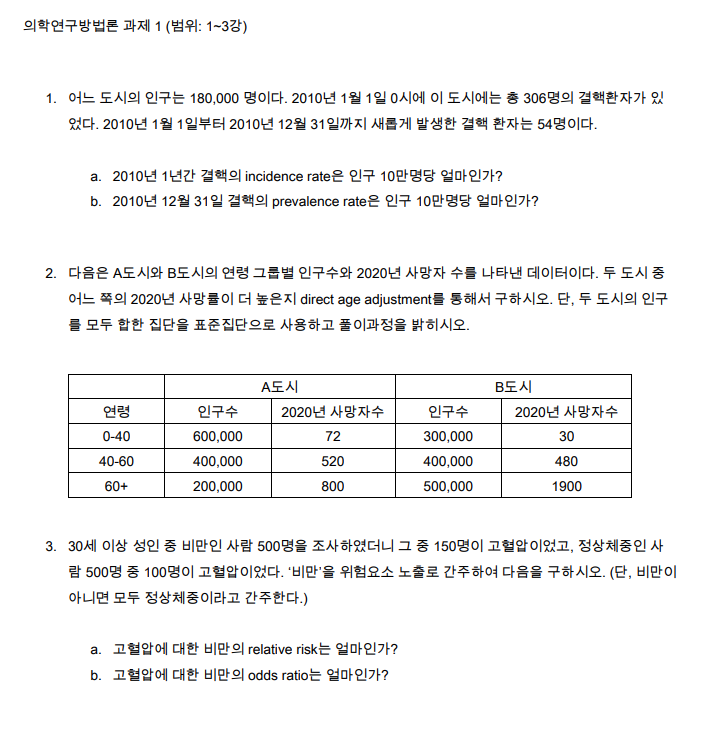 의학연구방법론 과제 1 (범위: 1~3강)
1. 어느 도시의 인구는 180,000 명이다. 2010년 1월 1일 0시에 이 도시에는 총 306명의 결핵환자가 있
었다. 2010년 1월 1일부터 2010년 12월 31일까지 새롭게 발생한 결핵 환자는 54명이다.
a. 2010년 1년간 결핵의 incidence rate은 인구 10만명당 얼마인가?
b. 2010년 12월 31일 결핵의 prevalence rate은 인구 10만명당 얼마인가?
2. 다음은 A도시와 B도시의 연령 그룹별 인구수와 2020년 사망자 수를 나타낸 데이터이다. 두 도시 중
어느 쪽의 2020년 사망률이 더 높은지 direct age adjustment를 통해서 구하시오. 단, 두 도시의 인구
를 모두 합한 집단을 표준집단으로 사용하고 풀이과정을 밝히시오.
A도시 B도시
연령 인구수 2020년 사망자수 인구수 2020년 사망자수
0-40 600,000 72 300,000 30
40-60 400,000 520 400,000 480
60+ 200,000 800 500,000 1900
3. 30세 이상 성인 중 비만인 사람 500명을 조사하였더니 그 중 150명이 고혈압이었고, 정상체중인 사
람 500명 중 100명이 고혈압이었다. ‘비만’을 위험요소 노출로 간주하여 다음을 구하시오. (단, 비만이
아니면 모두 정상체중이라고 간주한다.)
a. 고혈압에 대한 비만의 relative risk는 얼마인가?
b. 고혈압에 대한 비만의 odds ratio는 얼마인가?